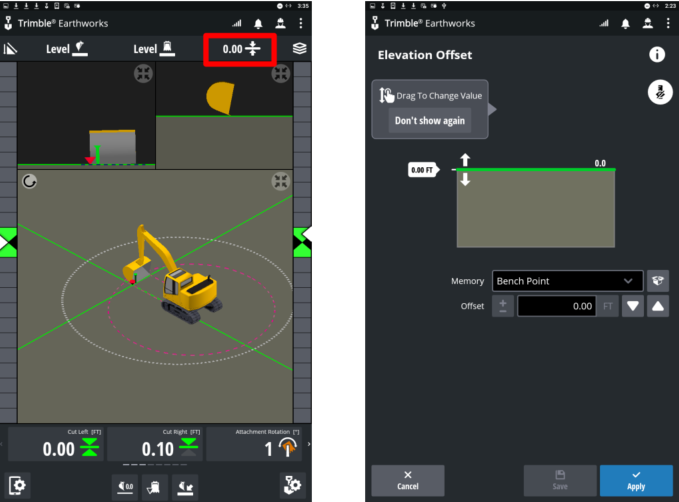 3:35
Trimble® Earthworks
Level
Level
0.00
Cut Left [FT]
0.00
Cut Right [FT]
0.10
Attachment Rotation [°]
1
0.0
2:23
Trimble® Earthworks
Elevation Offset
Drag To Change Value
Don't show again
0.00 FT
0.0
Memory
Bench Point
Offset
0.00
FT
Cancel
Save
Apply